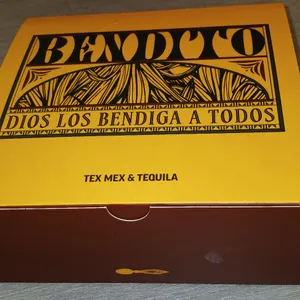 BENDITO
DIOS LOS BENDIGA A TODOS
TEX MEX & TEQUILA